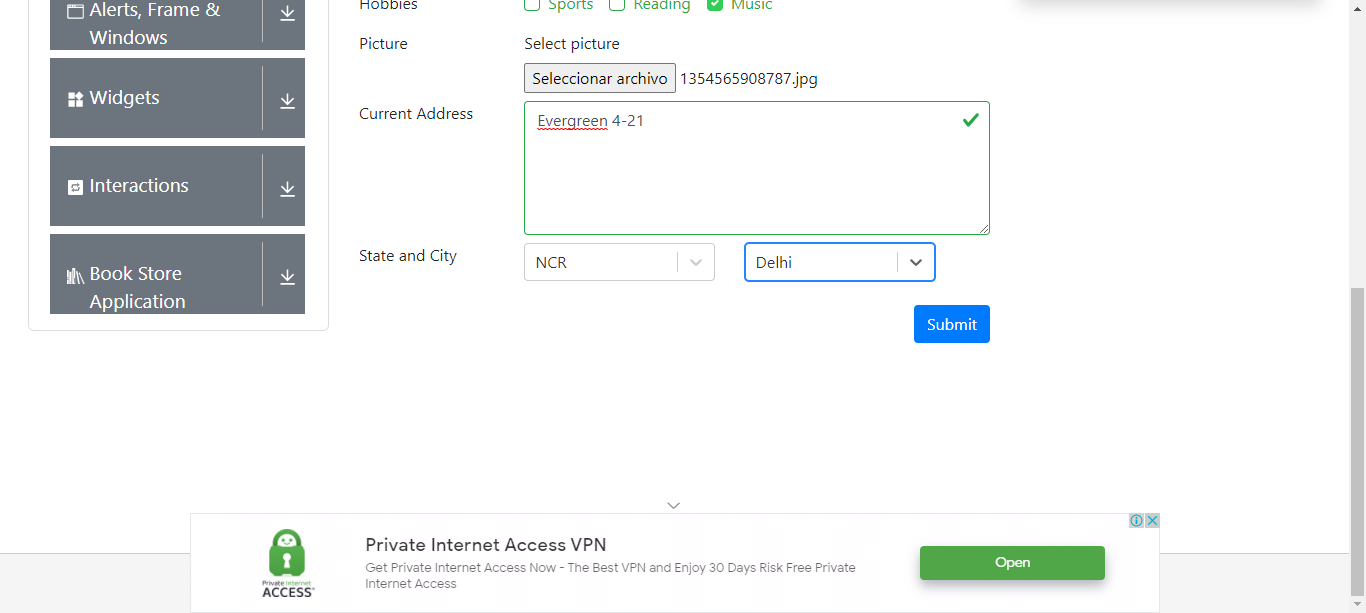 Alerts, Frame &
Windows
Widgets
Interactions
Book Store
Application
Hobbies
Sports Reading Music
Picture
Select picture
Seleccionar archivo 1354565908787.jpg
Current Address
Evergreen 4-21
State and City
NCR
Delhi
Submit
Private Internet
ACCESS
Private Internet Access VPN
Get Private Internet Access Now - The Best VPN and Enjoy 30 Days Risk Free Private
Internet Access
Open